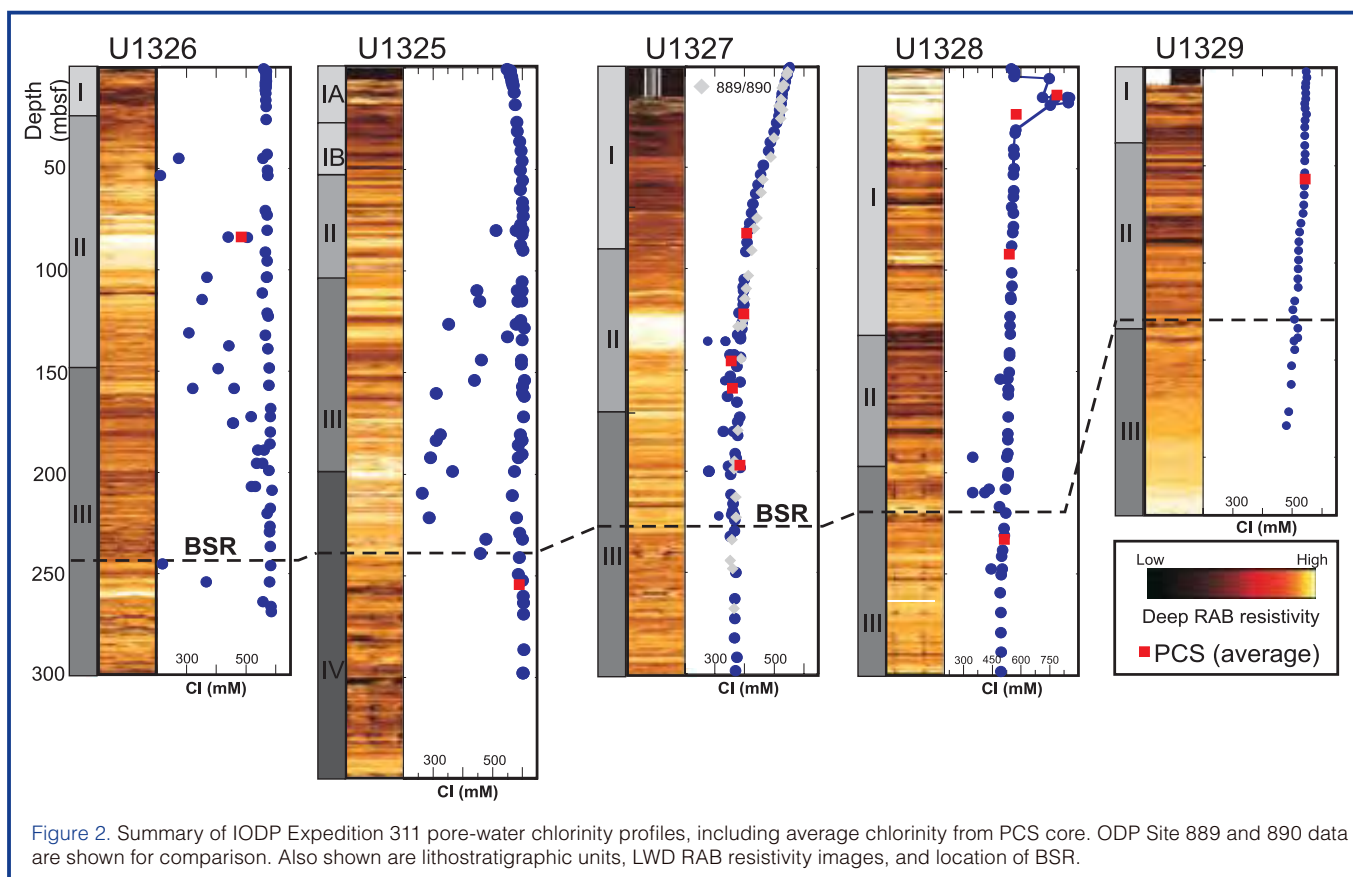 U1326 U1325 U1327 U1328 U1329
Depth
(mbsf)
50
100
150
200
250
300
I
II
III
BSR
300 500
Cl (mM)
IA
IB
II
III
IV
300 500
Cl (mM)
889/890
I
II
III
BSR
300 500
Cl (mM)
I
II
III
300 450 600 750
Cl (mM)
I
II
III
300 500
Cl (mM)
Low High
Deep RAB resistivity
PCS (average)
Figure 2. Summary of IODP Expedition 311 pore-water chlorinity profiles, including average chlorinity from PCS core. ODP Site 889 and 890 data
are shown for comparison. Also shown are lithostratigraphic units, LWD RAB resistivity images, and location of BSR.